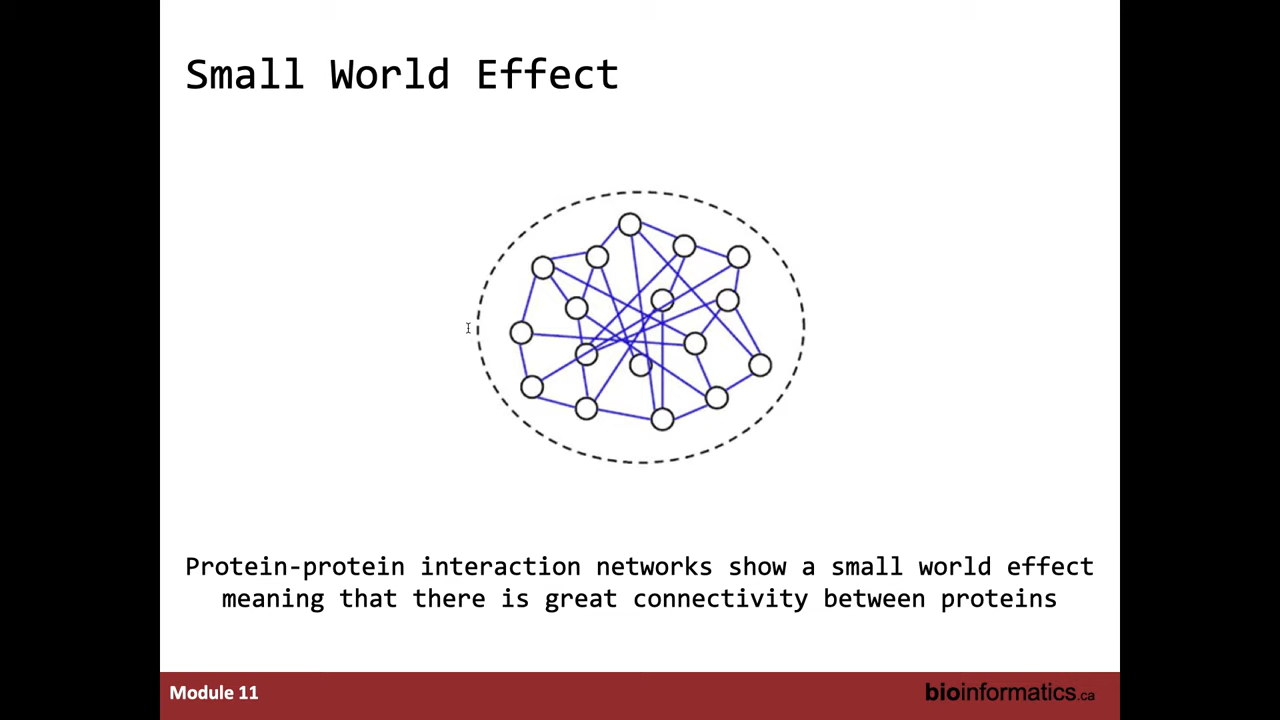 Small World Effect
Protein-protein interaction networks show a small world effect
meaning that there is great connectivity between proteins
Module 11
bioinformatics.ca